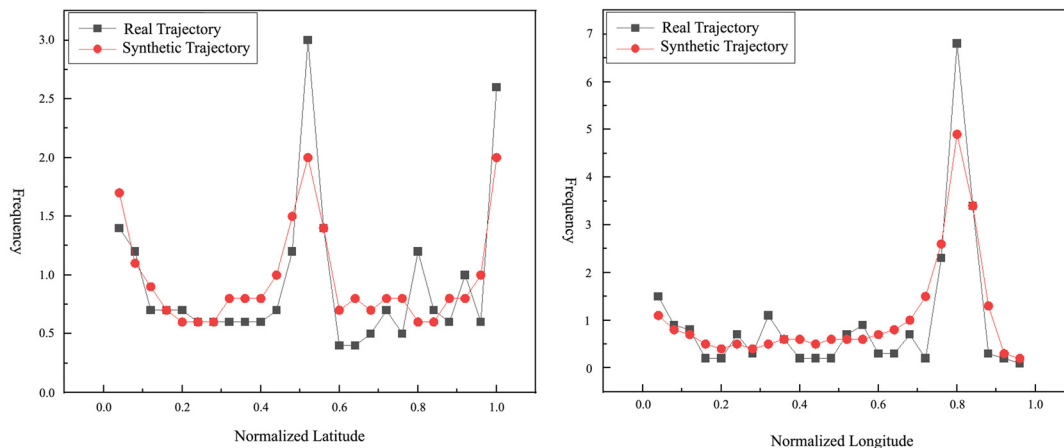 Real Trajectory
Synthetic Trajectory
3.0
2.5
2.0
1.5
1.0
0.5
0.0
Frequency
0.0 0.2 0.4 0.6 0.8 1.0
Normalized Latitude
Real Trajectory
Synthetic Trajectory
7
6
5
4
3
2
1
0
Frequency
0.0 0.2 0.4 0.6 0.8 1.0
Normalized Longitude